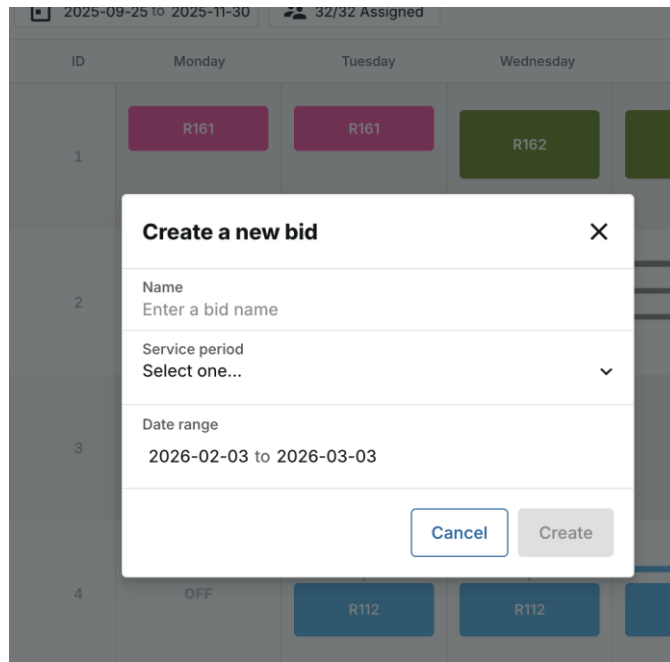 2025-09-25 to 2025-11-30 32/32 Assigned
ID Monday Tuesday Wednesday
1 R161 R161 R162
Create a new bid
Name
Enter a bid name
2
Service period
Select one...
Date range
3
2026-02-03 to 2026-03-03
Cancel Create
4 OFF R112 R112